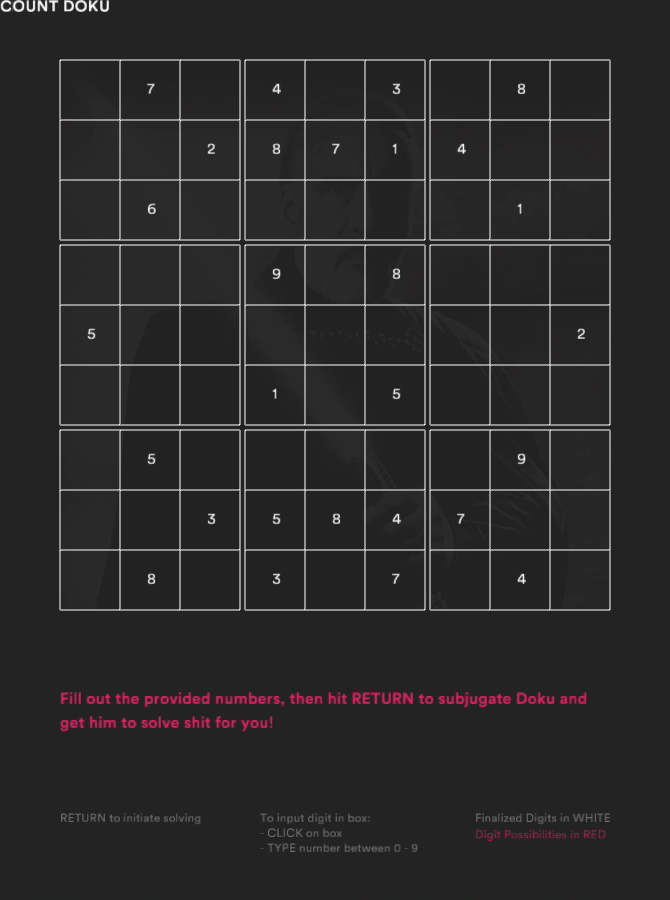 COUNT DOKU
7 4 3 8
2 8 7 1 4
6 1
9 8
5 2
1 5
5 9
3 5 8 4 7
8 3 7 4
Fill out the provided numbers, then hit RETURN to subjugate Doku and
get him to solve shit for you!
RETURN to initiate solving
To input digit in box:
- CLICK on box
- TYPE number between 0 - 9
Finalized Digits in WHITE
Digit Possibilities in RED